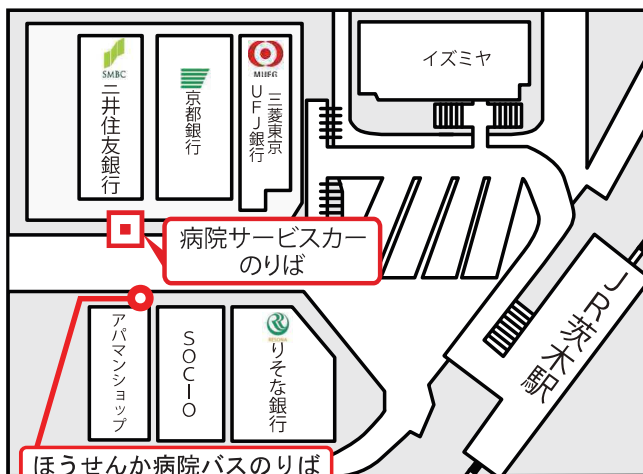 SMBC
三井住友銀行
京都銀行
MUFG
三菱東京
UFJ銀行
イズミヤ
病院サービスカー
のりば
アパマンショップ
SOCIO
RESONA
りそな銀行
JR茨木駅
ほうせんか病院バスのりば